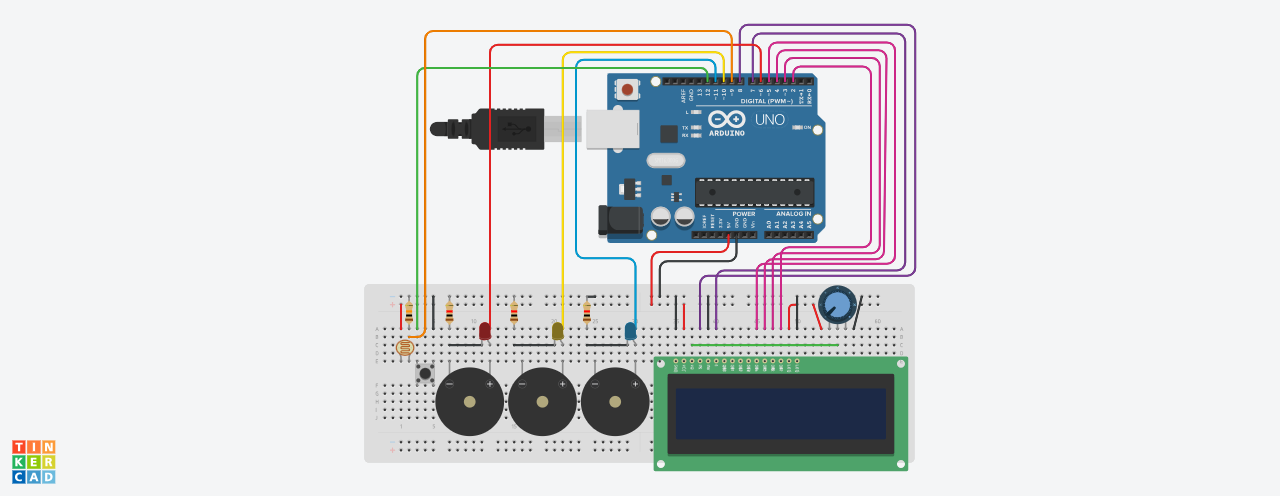 AREF
GND
13
12
~11
~10
~9
8
7
~6
~5
4
~3
2
TX→1
RX←0
DIGITAL (PWM~)
L
TX
RX
UNO
ARDUINO
ON
POWER
ANALOG IN
IOREF
RESET
3.3V
5V
GND
GND
Vin
A0
A1
A2
A3
A4
A5
TIN
KER
CAD